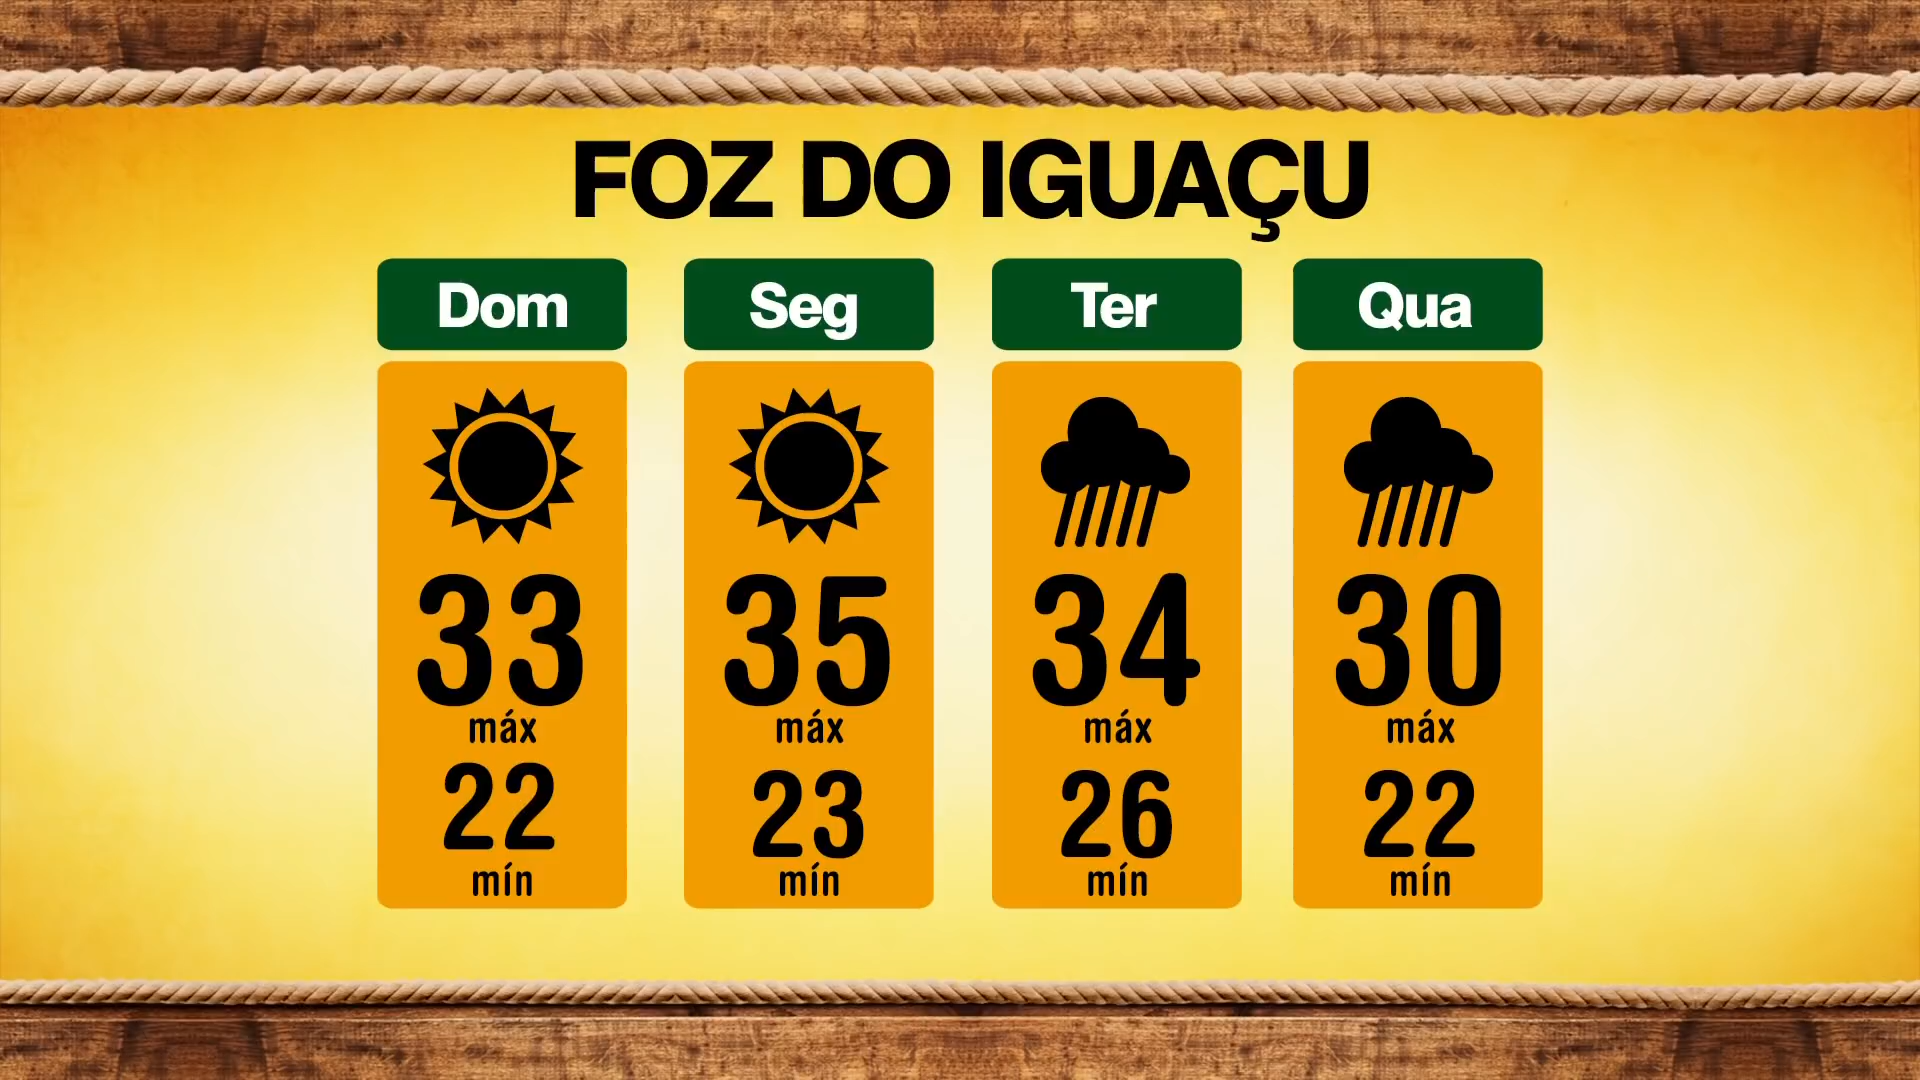 FOZ DO IGUAÇU
Dom Seg Ter Qua
33 35 34 30
máx máx máx máx
22 23 26 22
mín mín mín mín